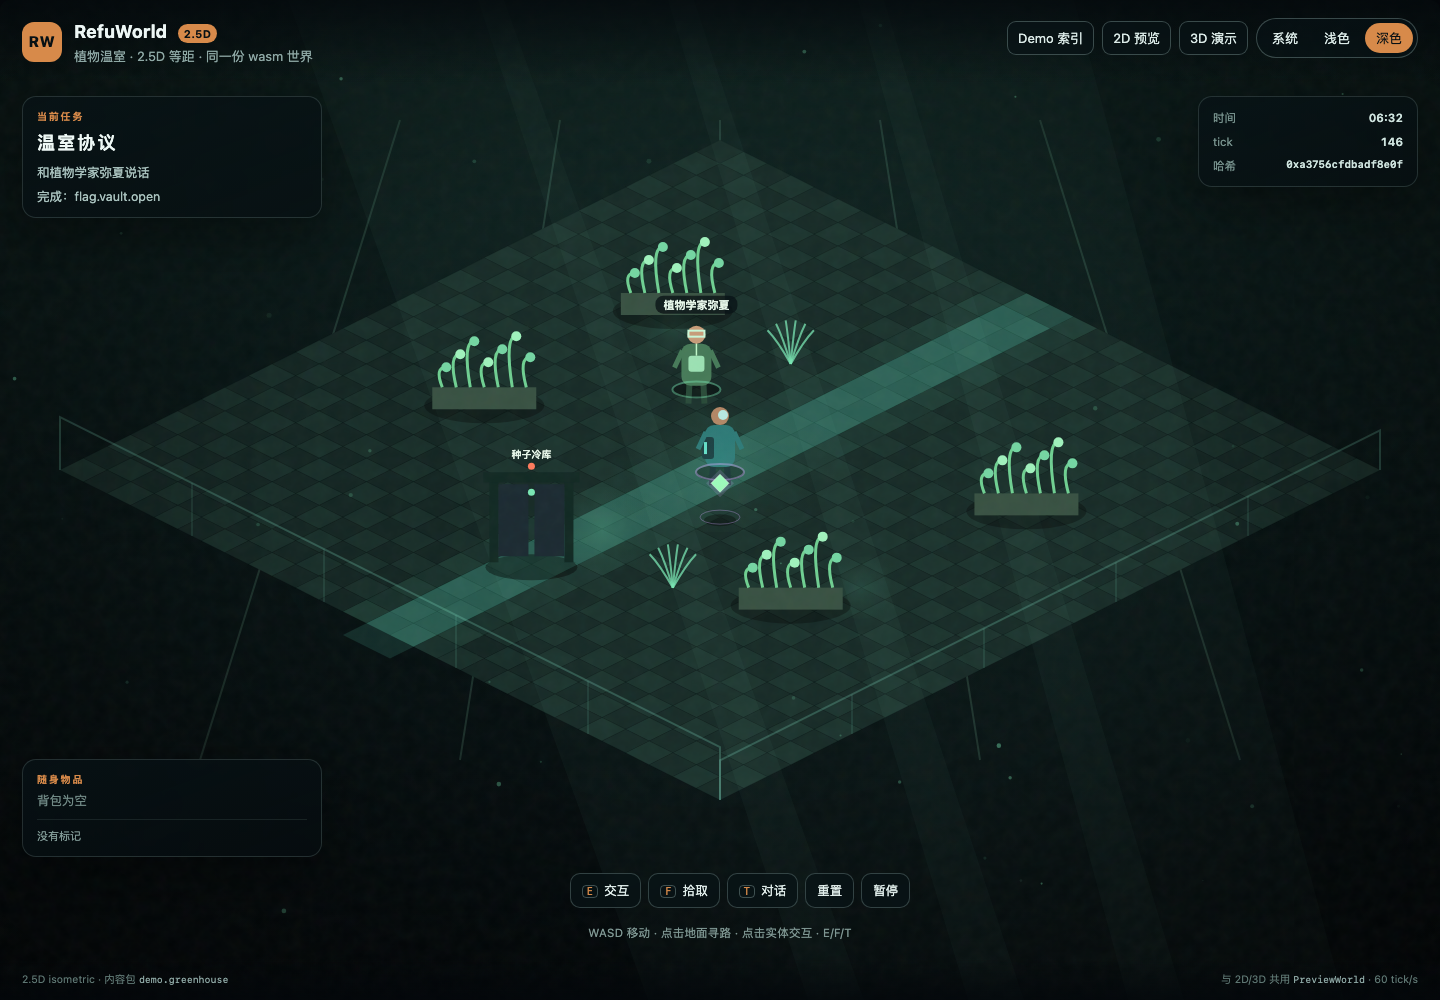 RW
RefuWorld 2.5D
植物温室 · 2.5D 等距 · 同一份 wasm 世界
Demo 索引
2D 预览
3D 演示
系统
浅色
深色
当前任务
温室协议
和植物学家弥夏说话
完成：flag.vault.open
时间 06:32
tick 146
哈希 0xa3756cfdbadf8e0f
植物学家弥夏
种子冷库
随身物品
背包为空
没有标记
E 交互
F 拾取
T 对话
重置
暂停
WASD 移动 · 点击地面寻路 · 点击实体交互 · E/F/T
2.5D isometric · 内容包 demo.greenhouse
与 2D/3D 共用 PreviewWorld · 60 tick/s